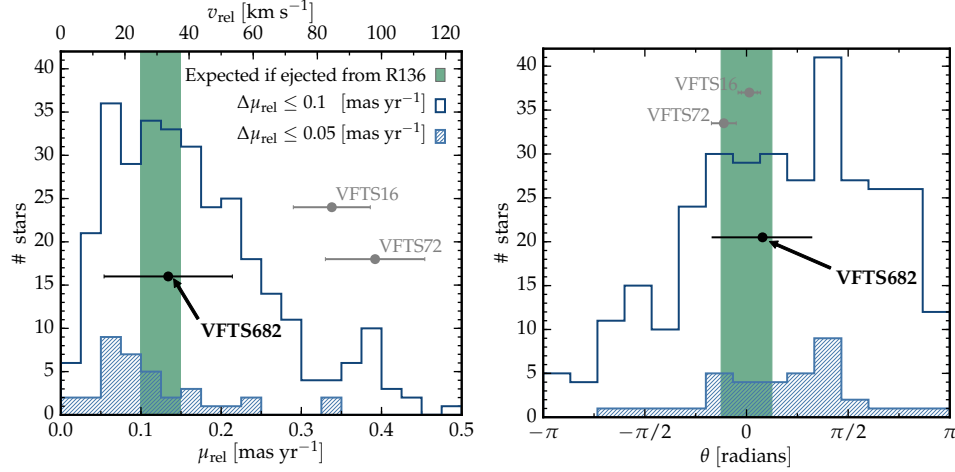 v_rel [km s⁻¹]
0 20 40 60 80 100 120
40
35
30
25
20
15
10
5
0
# stars
Expected if ejected from R136
Δμ_rel ≤ 0.1 [mas yr⁻¹]
Δμ_rel ≤ 0.05 [mas yr⁻¹]
VFTS16
VFTS72
VFTS682
0.0 0.1 0.2 0.3 0.4 0.5
μ_rel [mas yr⁻¹]
40
35
30
25
20
15
10
5
0
# stars
VFTS16
VFTS72
VFTS682
−π −π/2 0 π/2 π
θ [radians]